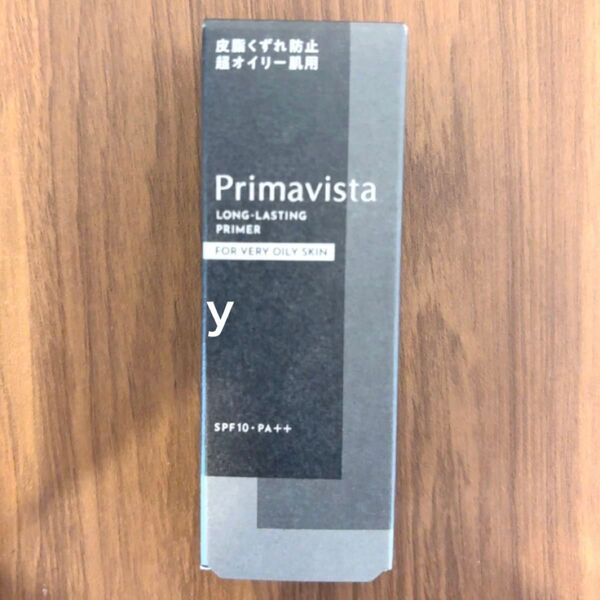 皮脂くずれ防止
超オイリー肌用
Primavista
LONG-LASTING
PRIMER
FOR VERY OILY SKIN
y
SPF10・PA++